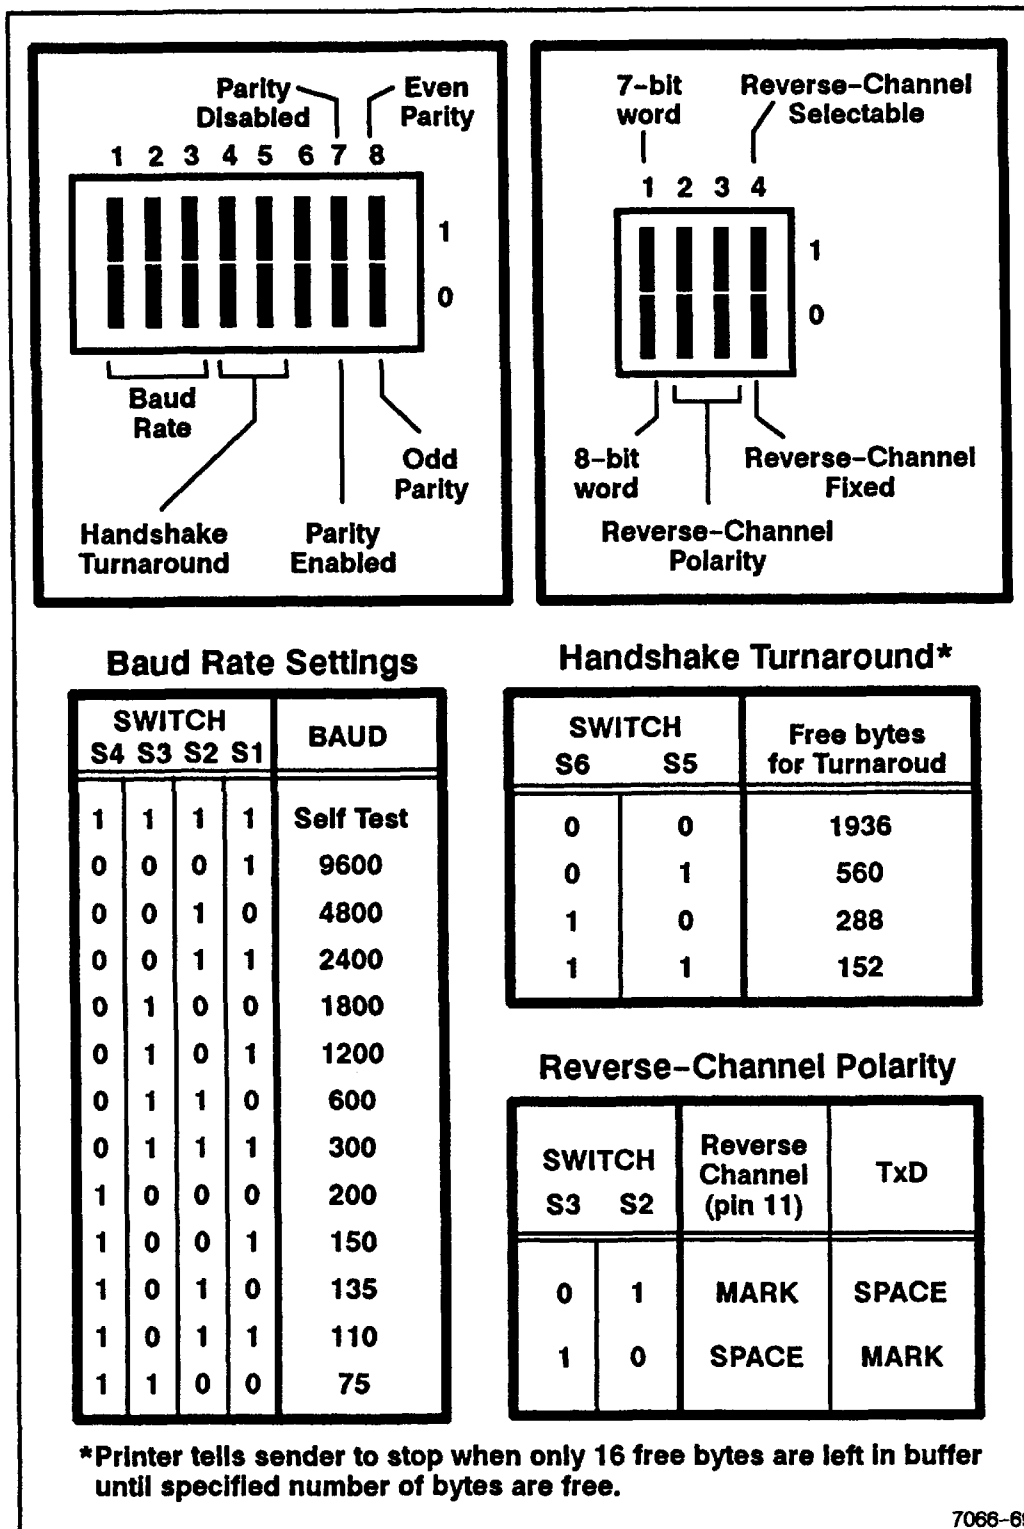 Parity Disabled
Even Parity
1 2 3 4 5 6 7 8
1
0
Baud Rate
Handshake Turnaround
Parity Enabled
Odd Parity
7-bit word
Reverse-Channel Selectable
1 2 3 4
1
0
8-bit word
Reverse-Channel Polarity
Reverse-Channel Fixed
Baud Rate Settings
SWITCH
S4 S3 S2 S1 BAUD
1 1 1 1 Self Test
0 0 0 1 9600
0 0 1 0 4800
0 0 1 1 2400
0 1 0 0 1800
0 1 0 1 1200
0 1 1 0 600
0 1 1 1 300
1 0 0 0 200
1 0 0 1 150
1 0 1 0 135
1 0 1 1 110
1 1 0 0 75
Handshake Turnaround*
SWITCH
S6 S5
Free bytes
for Turnaroud
0 0 1936
0 1 560
1 0 288
1 1 152
Reverse-Channel Polarity
SWITCH
S3 S2
Reverse
Channel
(pin 11)
TxD
0 1 MARK SPACE
1 0 SPACE MARK
*Printer tells sender to stop when only 16 free bytes are left in buffer
until specified number of bytes are free.